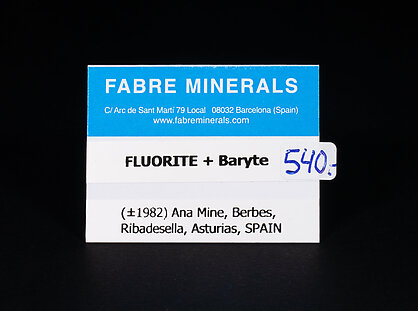 FABRE MINERALS
C/ Arc de Sant Martí 79 Local 08032 Barcelona (Spain)
www.fabreminerals.com
FLUORITE + Baryte 540.-
(±1982) Ana Mine, Berbes,
Ribadesella, Asturias, SPAIN